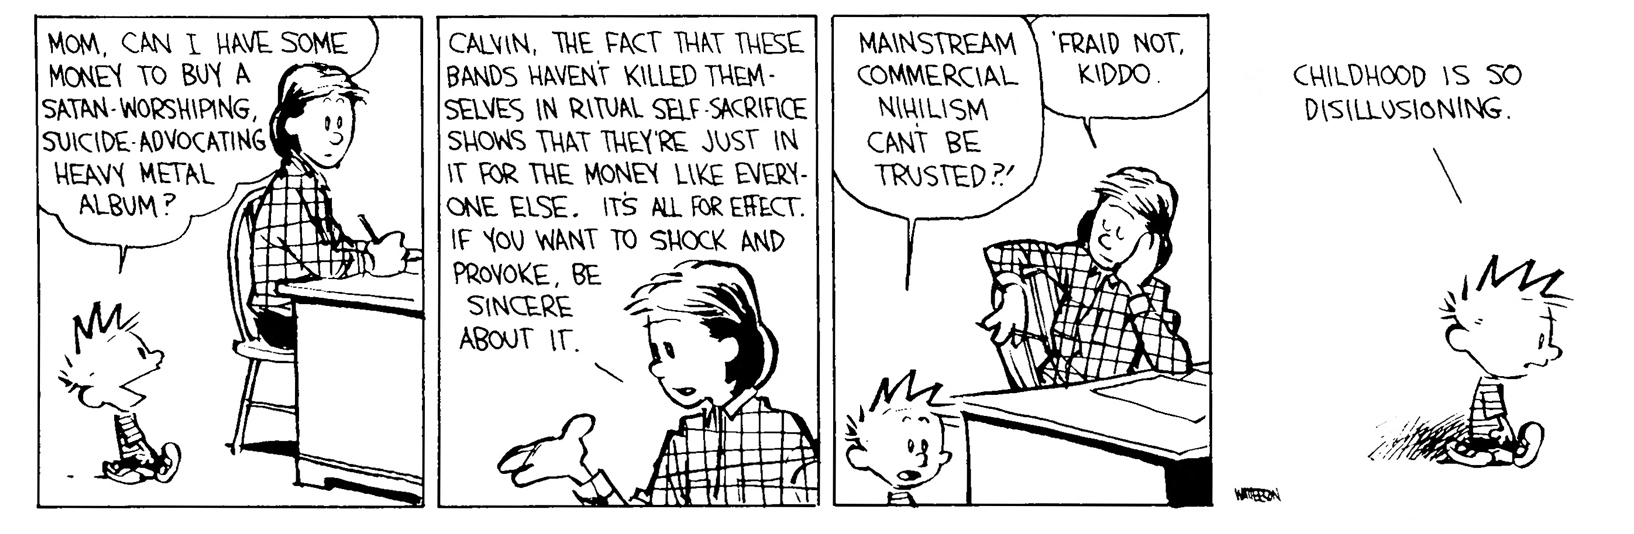 MOM, CAN I HAVE SOME
MONEY TO BUY A
SATAN-WORSHIPING,
SUICIDE-ADVOCATING
HEAVY METAL
ALBUM?
CALVIN, THE FACT THAT THESE
BANDS HAVEN'T KILLED THEM-
SELVES IN RITUAL SELF-SACRIFICE
SHOWS THAT THEY'RE JUST IN
IT FOR THE MONEY LIKE EVERY-
ONE ELSE. IT'S ALL FOR EFFECT.
IF YOU WANT TO SHOCK AND
PROVOKE, BE
SINCERE
ABOUT IT.
MAINSTREAM
COMMERCIAL
NIHILISM
CAN'T BE
TRUSTED?!
'FRAID NOT,
KIDDO.
CHILDHOOD IS SO
DISILLUSIONING.
WATTERSON